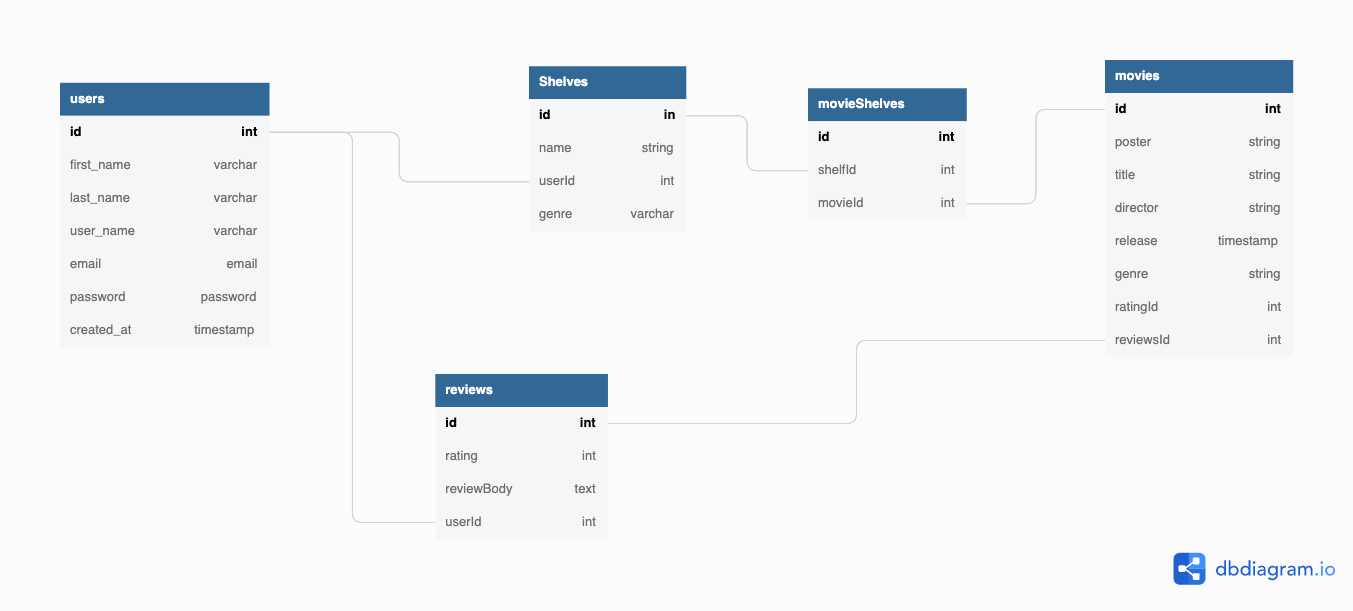 users
id int
first_name varchar
last_name varchar
user_name varchar
email email
password password
created_at timestamp
Shelves
id in
name string
userId int
genre varchar
movieShelves
id int
shelfId int
movieId int
movies
id int
poster string
title string
director string
release timestamp
genre string
ratingId int
reviewsId int
reviews
id int
rating int
reviewBody text
userId int
dbdiagram.io